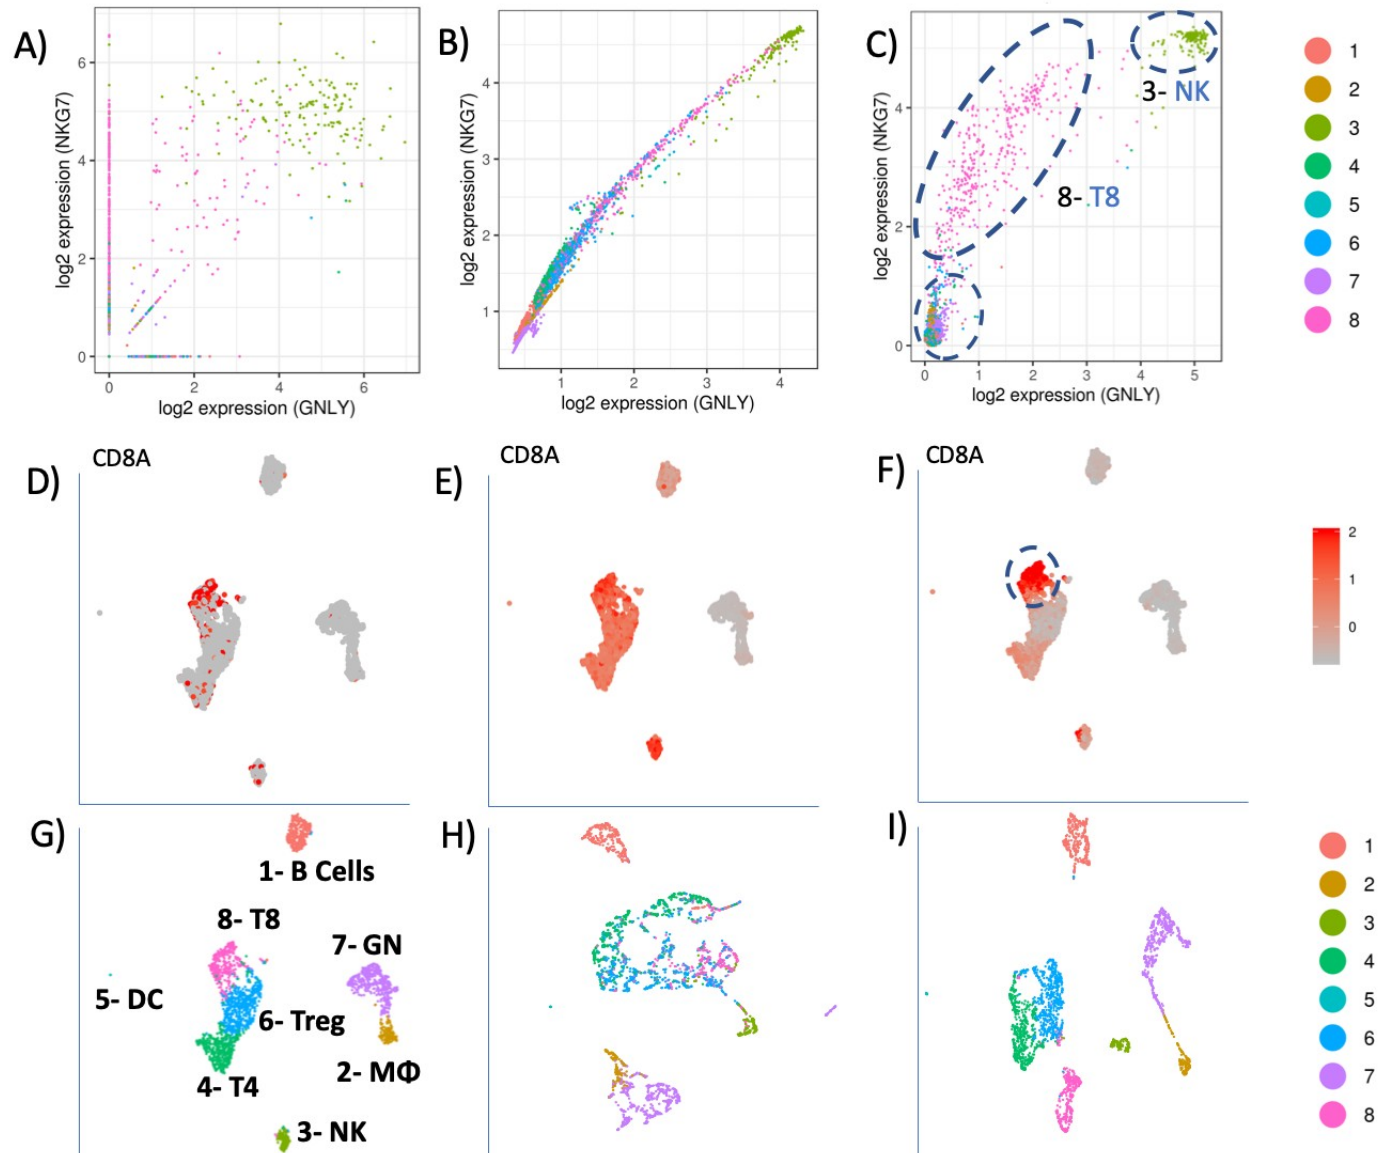 A)
log2 expression (NKG7)
6
4
2
0
0
2
4
6
log2 expression (GNLY)
B)
log2 expression (NKG7)
4
3
2
1
1
2
3
4
log2 expression (GNLY)
C)
log2 expression (NKG7)
4
2
0
0
1
2
3
4
5
log2 expression (GNLY)
3- NK
8- T8
1
2
3
4
5
6
7
8
D)
CD8A
E)
CD8A
F)
CD8A
2
1
0
G)
1- B Cells
8- T8
7- GN
5- DC
6- Treg
2- MΦ
4- T4
3- NK
H)
I)
1
2
3
4
5
6
7
8